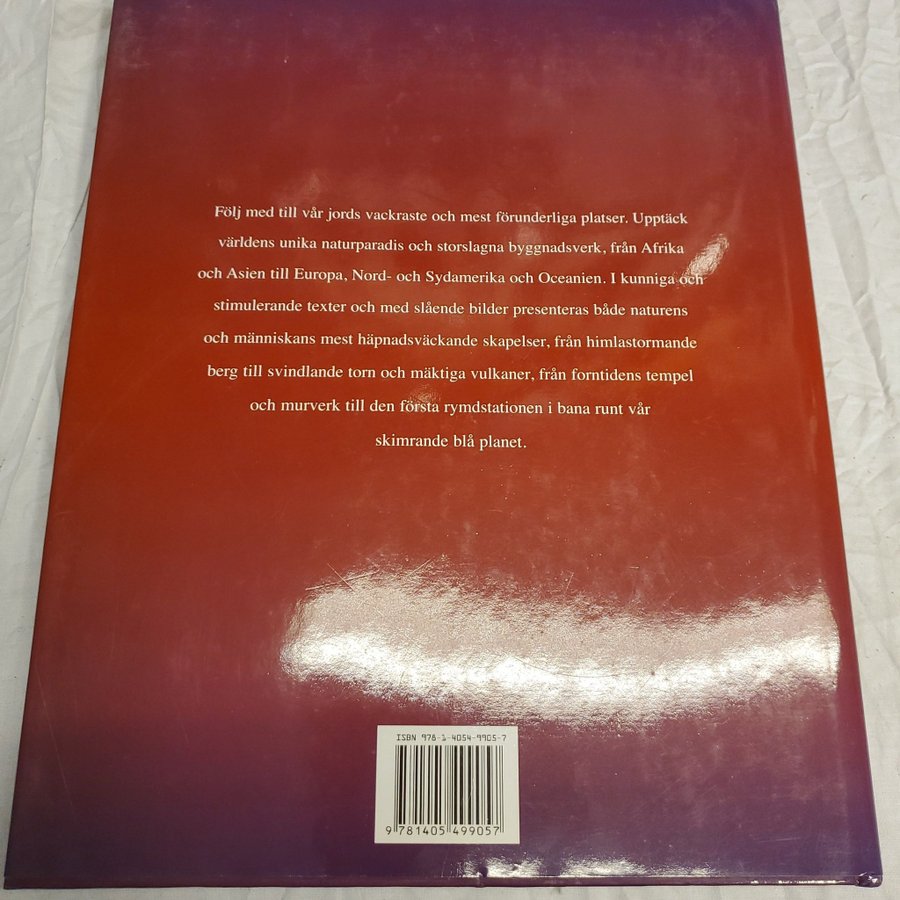 Följ med till vår jords vackraste och mest förunderliga platser. Upptäck
världens unika naturparadis och storslagna byggnadsverk, från Afrika
och Asien till Europa, Nord- och Sydamerika och Oceanien. I kunniga och
stimulerande texter och med slående bilder presenteras både naturens
och människans mest häpnadsväckande skapelser, från himlastormande
berg till svindlande torn och mäktiga vulkaner, från forntidens tempel
och murverk till den första rymdstationen i bana runt vår
skimrande blå planet.
ISBN 978-1-4054-9905-7
9 781405 499057